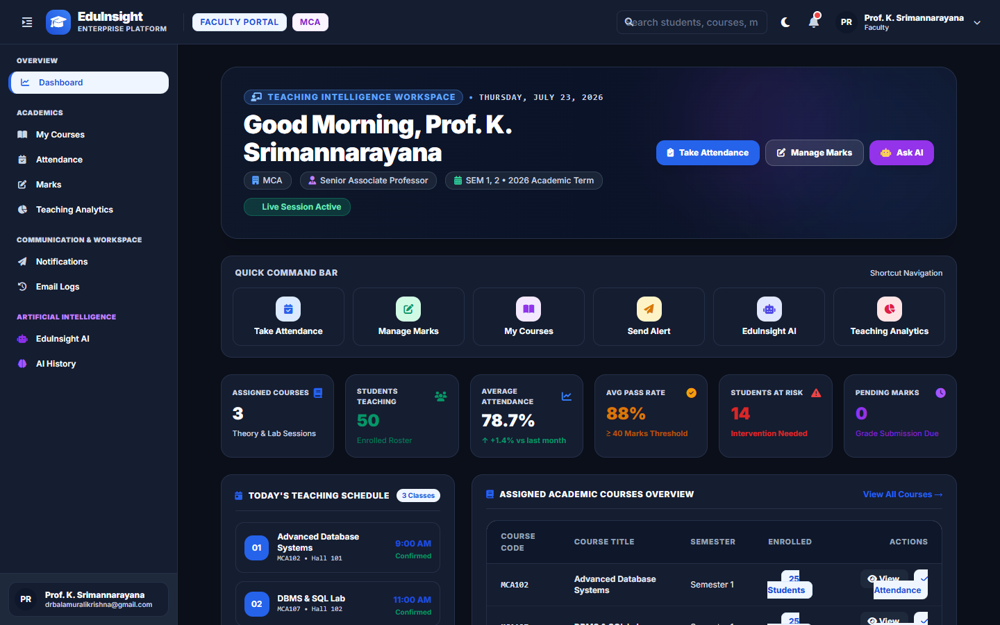 EduInsight
ENTERPRISE PLATFORM
FACULTY PORTAL
MCA
Search students, courses, m
PR
Prof. K. Srimannarayana
Faculty
OVERVIEW
Dashboard
ACADEMICS
My Courses
Attendance
Marks
Teaching Analytics
COMMUNICATION & WORKSPACE
Notifications
Email Logs
ARTIFICIAL INTELLIGENCE
EduInsight AI
AI History
PR
Prof. K. Srimannarayana
drbalamuralikrishna@gmail.com
TEACHING INTELLIGENCE WORKSPACE • THURSDAY, JULY 23, 2026
Good Morning, Prof. K.
Srimannarayana
MCA
Senior Associate Professor
SEM 1, 2 • 2026 Academic Term
Live Session Active
Take Attendance
Manage Marks
Ask AI
QUICK COMMAND BAR
Shortcut Navigation
Take Attendance
Manage Marks
My Courses
Send Alert
EduInsight AI
Teaching Analytics
ASSIGNED COURSES
3
Theory & Lab Sessions
STUDENTS
TEACHING
50
Enrolled Roster
AVERAGE
ATTENDANCE
78.7%
↑ +1.4% vs last month
AVG PASS RATE
88%
≥ 40 Marks Threshold
STUDENTS AT RISK
14
Intervention Needed
PENDING MARKS
0
Grade Submission Due
TODAY'S TEACHING SCHEDULE
3 Classes
01
Advanced Database
Systems
MCA102 • Hall 101
9:00 AM
Confirmed
02
DBMS & SQL Lab
MCA107 • Hall 102
11:00 AM
Confirmed
ASSIGNED ACADEMIC COURSES OVERVIEW
View All Courses →
COURSE
CODE
COURSE TITLE
SEMESTER
ENROLLED
ACTIONS
MCA102
Advanced Database
Systems
Semester 1
25
Students
View
Attendance
25
View